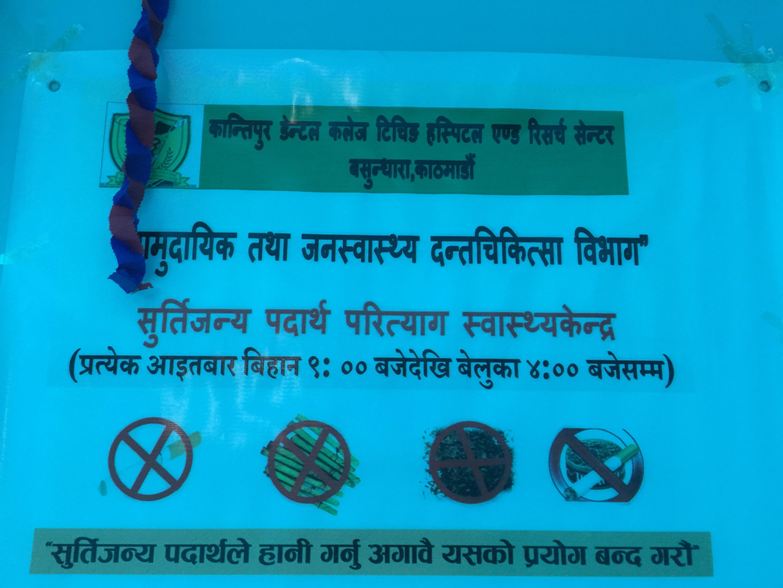 कान्तिपुर डेन्टल कलेज टिचिङ हस्पिटल एण्ड रिसर्च सेन्टर
बसुन्धारा,काठमाडौं
तथा जनस्वास्थ्य दन्तचिकित्सा विभाग"
सुर्तिजन्य पदार्थ परित्याग स्वास्थ्यकेन्द्र
(प्रत्येक आइतबार बिहान ९: ०० बजेदेखि बेलुका ४:०० बजेसम्म)
"सुर्तिजन्य पदार्थले हानी गर्नु अगावै यसको प्रयोग बन्द गरौं"